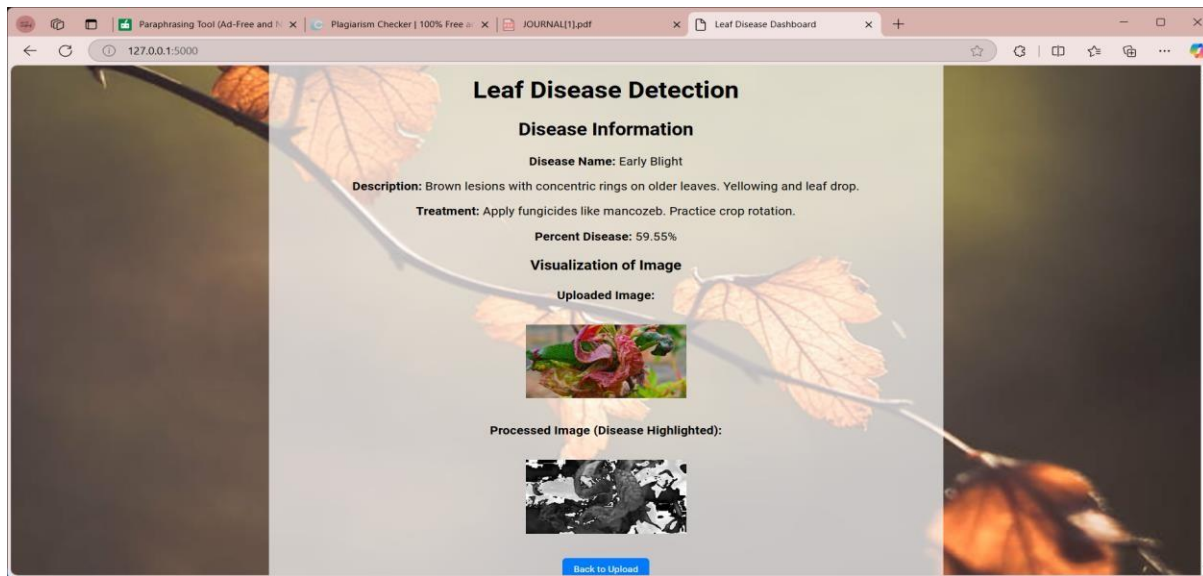 Paraphrasing Tool (Ad-Free and N
Plagiarism Checker | 100% Free a
JOURNAL[1].pdf
Leaf Disease Dashboard
127.0.0.1:5000
Leaf Disease Detection
Disease Information
Disease Name: Early Blight
Description: Brown lesions with concentric rings on older leaves. Yellowing and leaf drop.
Treatment: Apply fungicides like mancozeb. Practice crop rotation.
Percent Disease: 59.55%
Visualization of Image
Uploaded Image:
Processed Image (Disease Highlighted):
Back to Upload